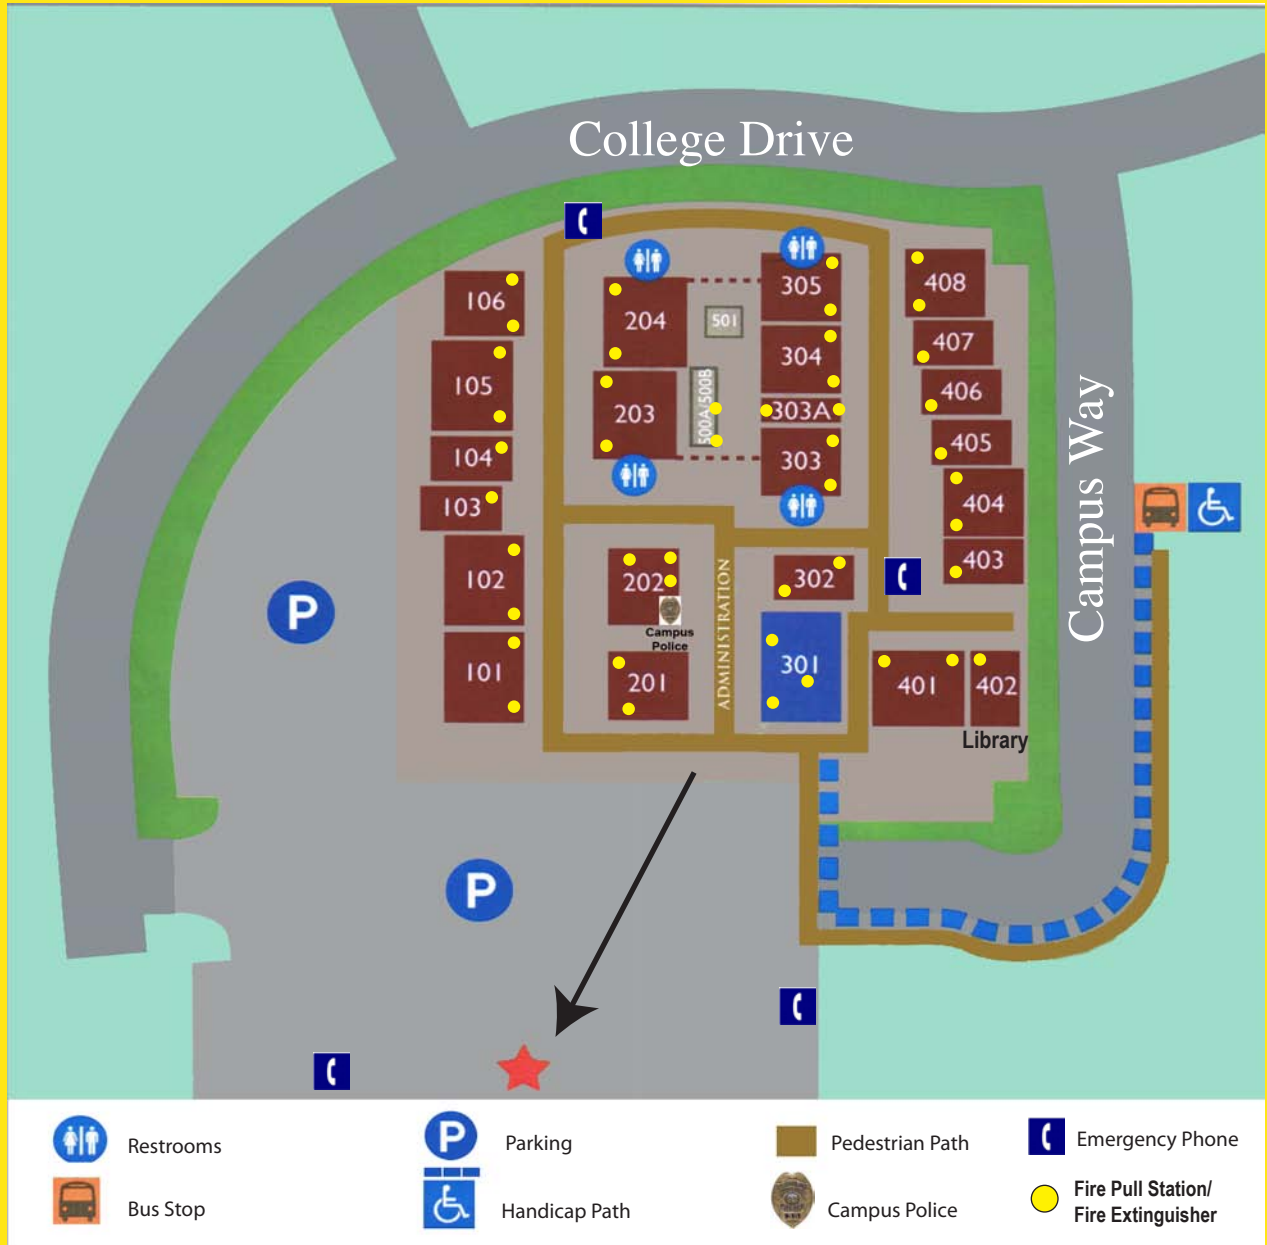 College Drive
106
204
305
408
501
407
304
105
406
203
500A/500B
303A
405
104
303
103
404
403
102
202
302
Campus
Police
ADMINISTRATION
301
101
201
401
402
Library
Campus Way
P
P
Restrooms
P
Parking
Pedestrian Path
Emergency Phone
Bus Stop
Handicap Path
Campus Police
Fire Pull Station/
Fire Extinguisher